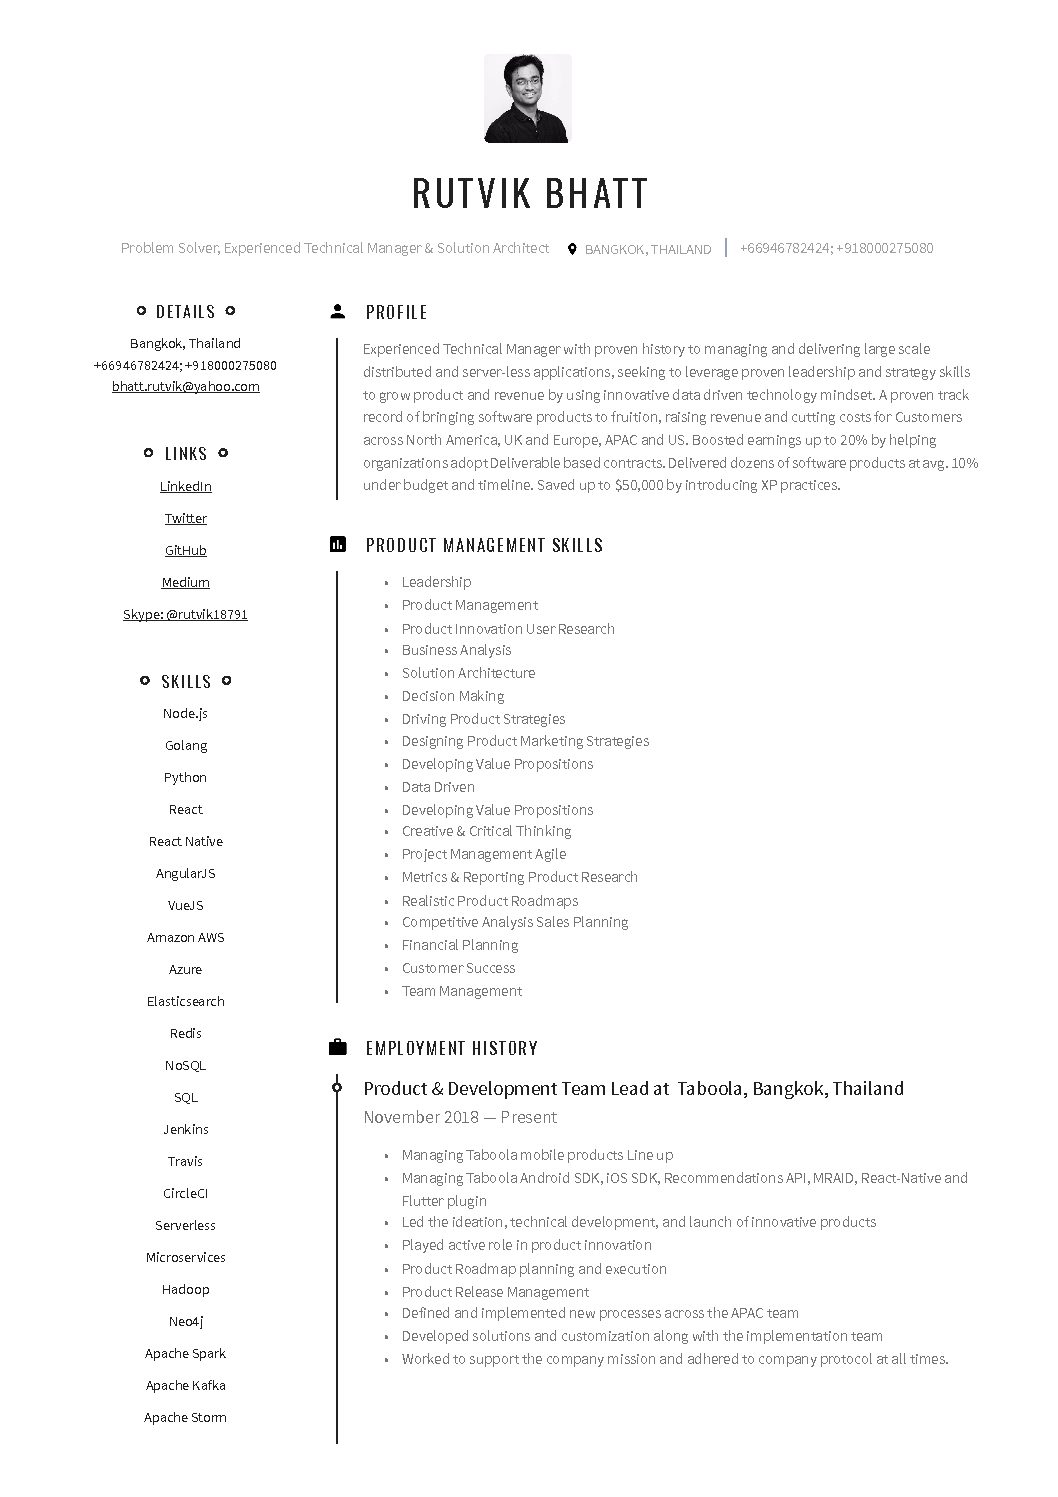 RUTVIK BHATT
Problem Solver, Experienced Technical Manager & Solution Architect BANGKOK, THAILAND | +66946782424; +918000275080
DETAILS
Bangkok, Thailand
+66946782424; +918000275080
bhatt.rutvik@yahoo.com
LINKS
LinkedIn
Twitter
GitHub
Medium
Skype: @rutvik18791
SKILLS
Node.js
Golang
Python
React
React Native
AngularJS
VueJS
Amazon AWS
Azure
Elasticsearch
Redis
NoSQL
SQL
Jenkins
Travis
CircleCI
Serverless
Microservices
Hadoop
Neo4j
Apache Spark
Apache Kafka
Apache Storm
PROFILE
Experienced Technical Manager with proven history to managing and delivering large scale
distributed and server-less applications, seeking to leverage proven leadership and strategy skills
to grow product and revenue by using innovative data driven technology mindset. A proven track
record of bringing software products to fruition, raising revenue and cutting costs for Customers
across North America, UK and Europe, APAC and US. Boosted earnings up to 20% by helping
organizations adopt Deliverable based contracts. Delivered dozens of software products at avg. 10%
under budget and timeline. Saved up to $50,000 by introducing XP practices.
PRODUCT MANAGEMENT SKILLS
• Leadership
• Product Management
• Product Innovation User Research
• Business Analysis
• Solution Architecture
• Decision Making
• Driving Product Strategies
• Designing Product Marketing Strategies
• Developing Value Propositions
• Data Driven
• Developing Value Propositions
• Creative & Critical Thinking
• Project Management Agile
• Metrics & Reporting Product Research
• Realistic Product Roadmaps
• Competitive Analysis Sales Planning
• Financial Planning
• Customer Success
• Team Management
EMPLOYMENT HISTORY
Product & Development Team Lead at Taboola, Bangkok, Thailand
November 2018 — Present
• Managing Taboola mobile products Line up
• Managing Taboola Android SDK, iOS SDK, Recommendations API, MRAID, React-Native and
Flutter plugin
• Led the ideation, technical development, and launch of innovative products
• Played active role in product innovation
• Product Roadmap planning and execution
• Product Release Management
• Defined and implemented new processes across the APAC team
• Developed solutions and customization along with the implementation team
• Worked to support the company mission and adhered to company protocol at all times.